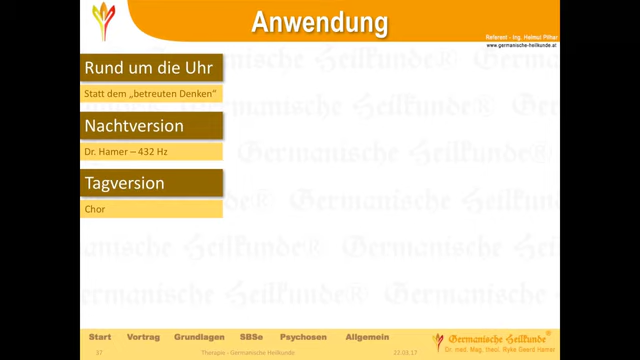 Anwendung
Referent - Ing. Helmut Pilhar
www.germanische-heilkunde.at
Rund um die Uhr
Statt dem „betreuten Denken“
Nachtversion
Dr. Hamer – 432 Hz
Tagversion
Chor
Germanische Heilkunde®
Start Vortrag Grundlagen SBSe Psychosen Allgemein
37 Therapie - Germanische Heilkunde 22.03.17
Germanische Heilkunde®
Dr. med. Mag. theol. Ryke Geerd Hamer